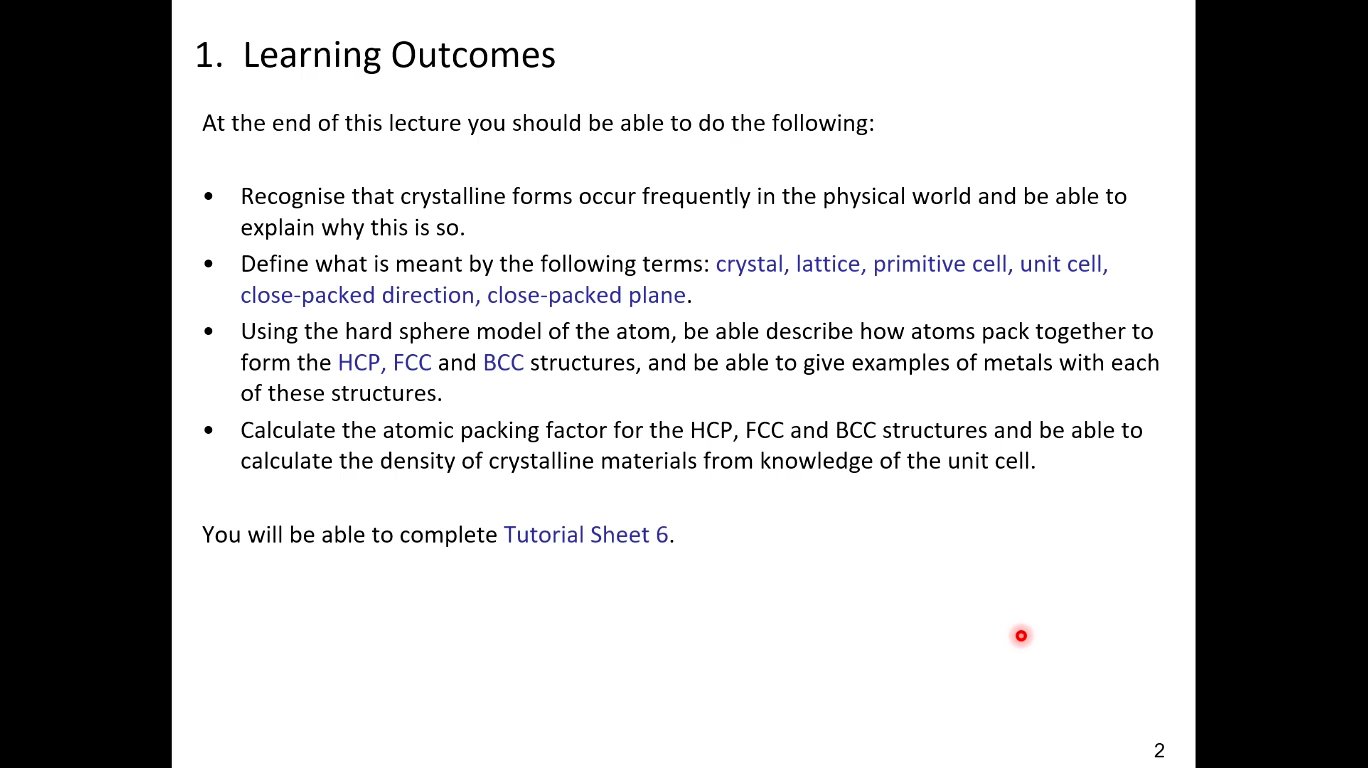 1. Learning Outcomes
At the end of this lecture you should be able to do the following:
• Recognise that crystalline forms occur frequently in the physical world and be able to
explain why this is so.
• Define what is meant by the following terms: crystal, lattice, primitive cell, unit cell,
close-packed direction, close-packed plane.
• Using the hard sphere model of the atom, be able describe how atoms pack together to
form the HCP, FCC and BCC structures, and be able to give examples of metals with each
of these structures.
• Calculate the atomic packing factor for the HCP, FCC and BCC structures and be able to
calculate the density of crystalline materials from knowledge of the unit cell.
You will be able to complete Tutorial Sheet 6.
2